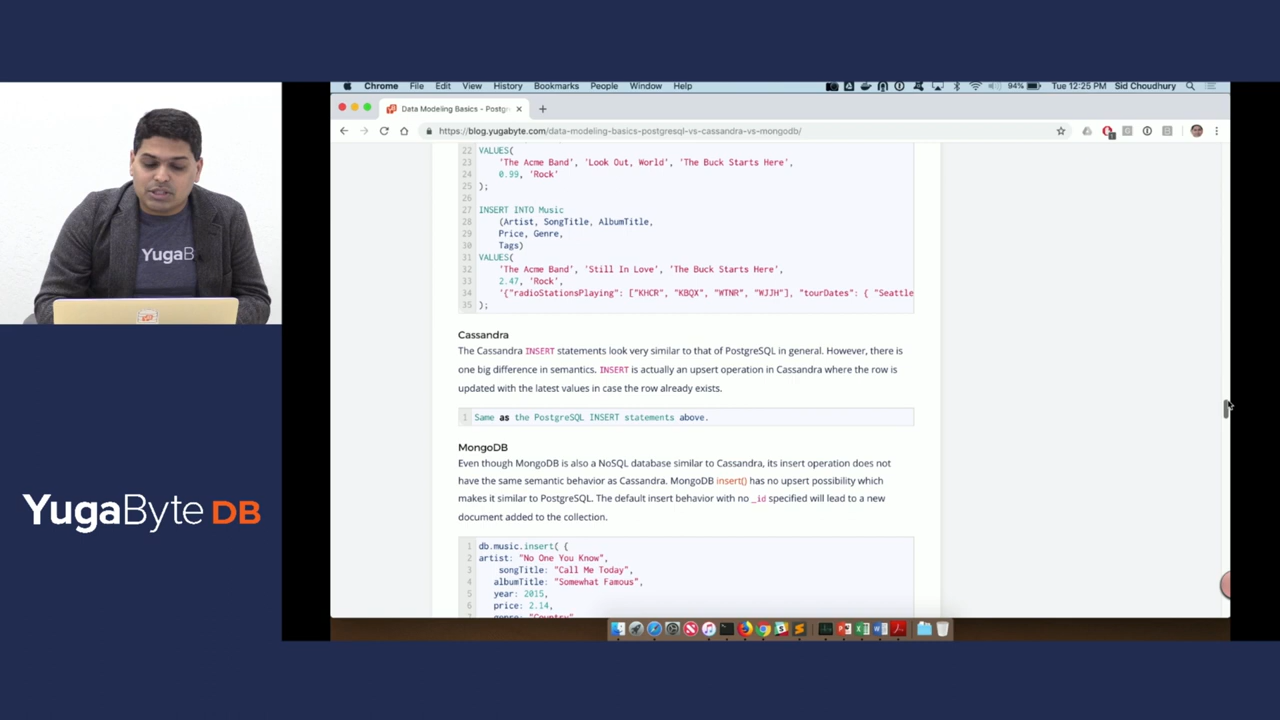 Chrome File Edit View History Bookmarks People Window Help 94% Tue 12:25 PM Sid Choudhury
Data Modeling Basics - Postgr
https://blog.yugabyte.com/data-modeling-basics-postgresql-vs-cassandra-vs-mongodb/
22 VALUES(
23 'The Acme Band', 'Look Out, World', 'The Buck Starts Here',
24 0.99, 'Rock'
25 );
26
27 INSERT INTO Music
28 (Artist, SongTitle, AlbumTitle,
29 Price, Genre,
30 Tags)
31 VALUES(
32 'The Acme Band', 'Still In Love', 'The Buck Starts Here',
33 2.47, 'Rock',
34 '{"radioStationsPlaying": ["KHCR", "KBQX", "WTNR", "WJJH"], "tourDates": { "Seattle
35 );
Cassandra
The Cassandra INSERT statements look very similar to that of PostgreSQL in general. However, there is
one big difference in semantics. INSERT is actually an upsert operation in Cassandra where the row is
updated with the latest values in case the row already exists.
1 Same as the PostgreSQL INSERT statements above.
MongoDB
Even though MongoDB is also a NoSQL database similar to Cassandra, its insert operation does not
have the same semantic behavior as Cassandra. MongoDB insert() has no upsert possibility which
makes it similar to PostgreSQL. The default insert behavior with no _id specified will lead to a new
document added to the collection.
1 db.music.insert( {
2 artist: "No One You Know",
3 songTitle: "Call Me Today",
4 albumTitle: "Somewhat Famous",
5 year: 2015,
6 price: 2.14,
7 genre: "Country"
YugaB
YugaByte DB